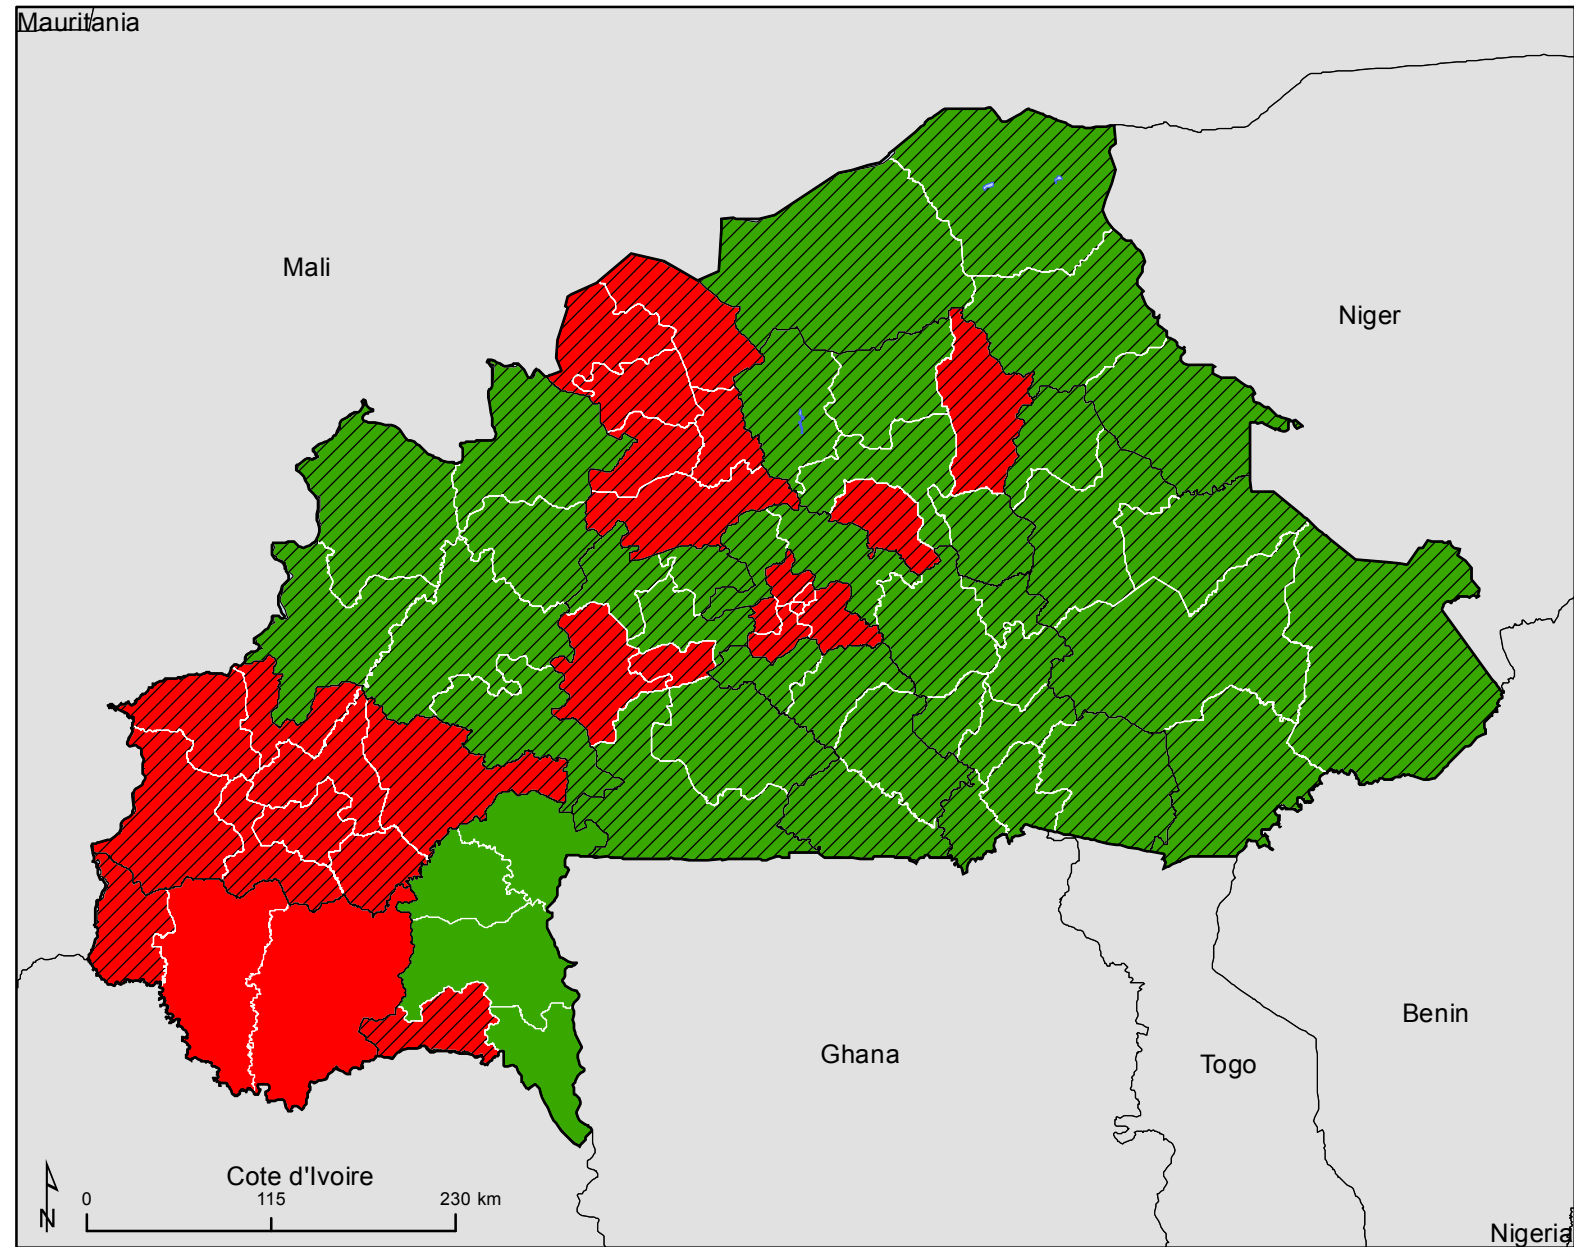 Mauritania
Mali
Niger
Benin
Ghana
Togo
Cote d'Ivoire
0 115 230 km
N
Nigeria